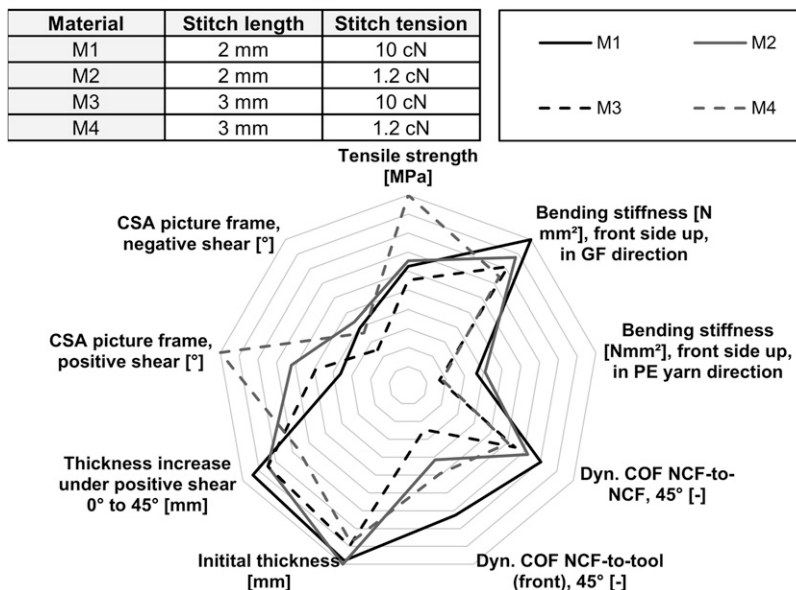 Material Stitch length Stitch tension
M1 2 mm 10 cN
M2 2 mm 1.2 cN
M3 3 mm 10 cN
M4 3 mm 1.2 cN
M1 M2
M3 M4
Tensile strength
[MPa]
CSA picture frame,
negative shear [°]
Bending stiffness [N
mm²], front side up,
in GF direction
CSA picture frame,
positive shear [°]
Bending stiffness
[Nmm²], front side up,
in PE yarn direction
Thickness increase
under positive shear
0° to 45° [mm]
Dyn. COF NCF-to-
NCF, 45° [-]
Initital thickness
[mm]
Dyn. COF NCF-to-tool
(front), 45° [-]